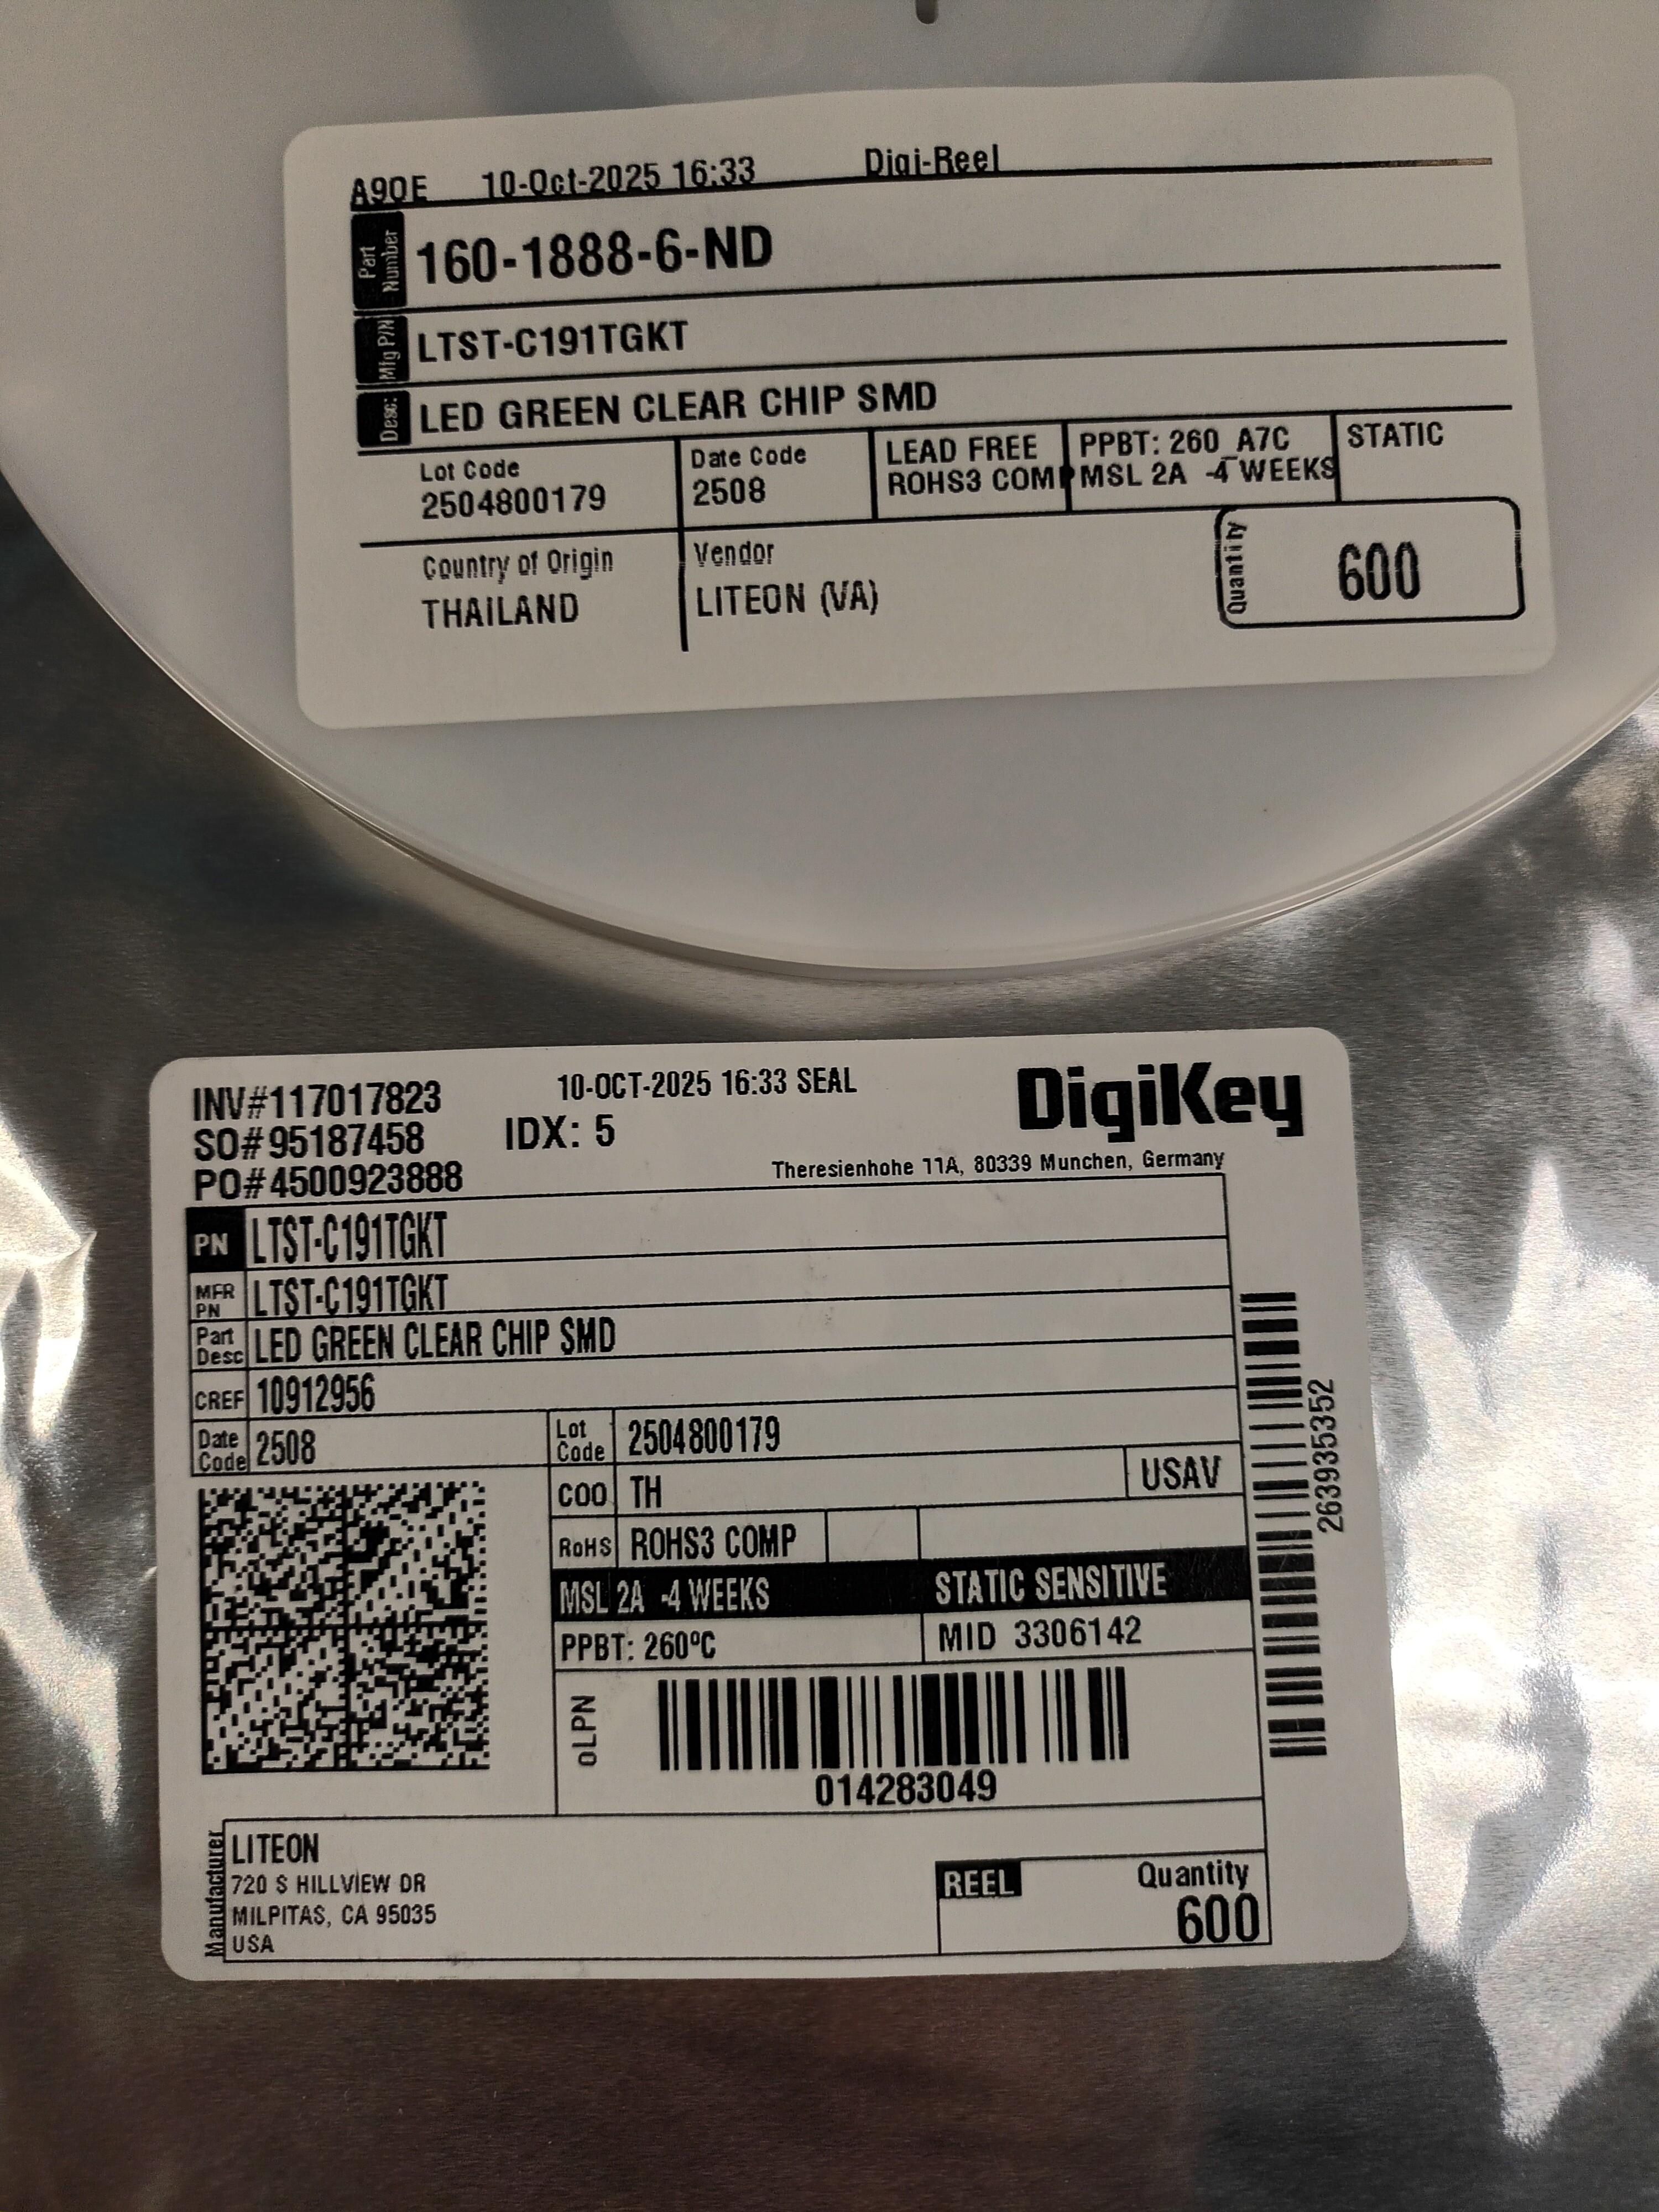 A90E 10-Oct-2025 16:33 Digi-Reel
Part Number 160-1888-6-ND
Mfg P/N LTST-C191TGKT
Desc: LED GREEN CLEAR CHIP SMD
Lot Code Date Code LEAD FREE PPBT: 260_A7C STATIC
2504800179 2508 ROHS3 COMP MSL 2A -4 WEEKS
Country of Origin Vendor Quantity
THAILAND LITEON (VA) 600
INV#117017823 10-OCT-2025 16:33 SEAL DigiKey
SO#95187458 IDX: 5
PO#4500923888 Theresienhohe 11A, 80339 Munchen, Germany
PN LTST-C191TGKT
MFR PN LTST-C191TGKT
Part Desc LED GREEN CLEAR CHIP SMD
CREF 10912956
Date Code 2508 Lot Code 2504800179
COO TH USAV
RoHS ROHS3 COMP
MSL 2A -4 WEEKS STATIC SENSITIVE
PPBT: 260ºC MID 3306142
oLPN
014283049
263935352
Manufacturer
LITEON
720 S HILLVIEW DR
MILPITAS, CA 95035
USA
REEL Quantity
600